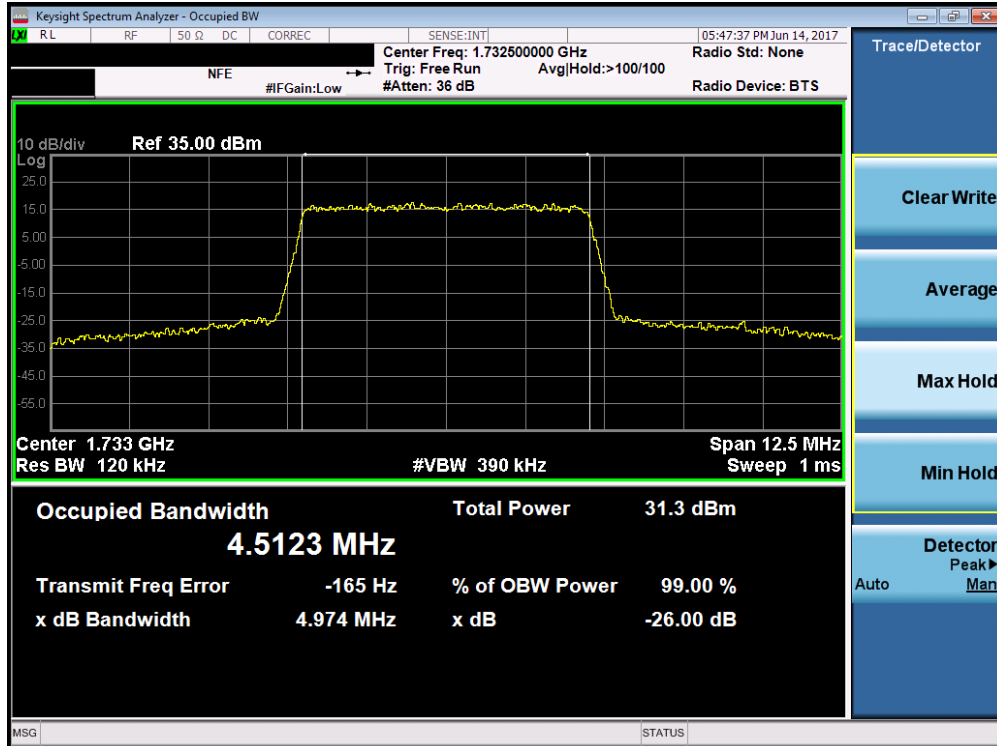 Keysight Spectrum Analyzer - Occupied BW
LXI RL RF 50 Ω DC CORREC SENSE:INT 05:47:37 PM Jun 14, 2017
Center Freq: 1.732500000 GHz Radio Std: None
NFE Trig: Free Run Avg|Hold:>100/100
#IFGain:Low #Atten: 36 dB Radio Device: BTS
10 dB/div Ref 35.00 dBm
Log
25.0
15.0
5.00
-5.00
-15.0
-25.0
-35.0
-45.0
-55.0
Center 1.733 GHz Span 12.5 MHz
Res BW 120 kHz #VBW 390 kHz Sweep 1 ms
Occupied Bandwidth Total Power 31.3 dBm
4.5123 MHz
Transmit Freq Error -165 Hz % of OBW Power 99.00 %
x dB Bandwidth 4.974 MHz x dB -26.00 dB
MSG STATUS
Trace/Detector
Clear Write
Average
Max Hold
Min Hold
Detector
Peak▶
Auto Man